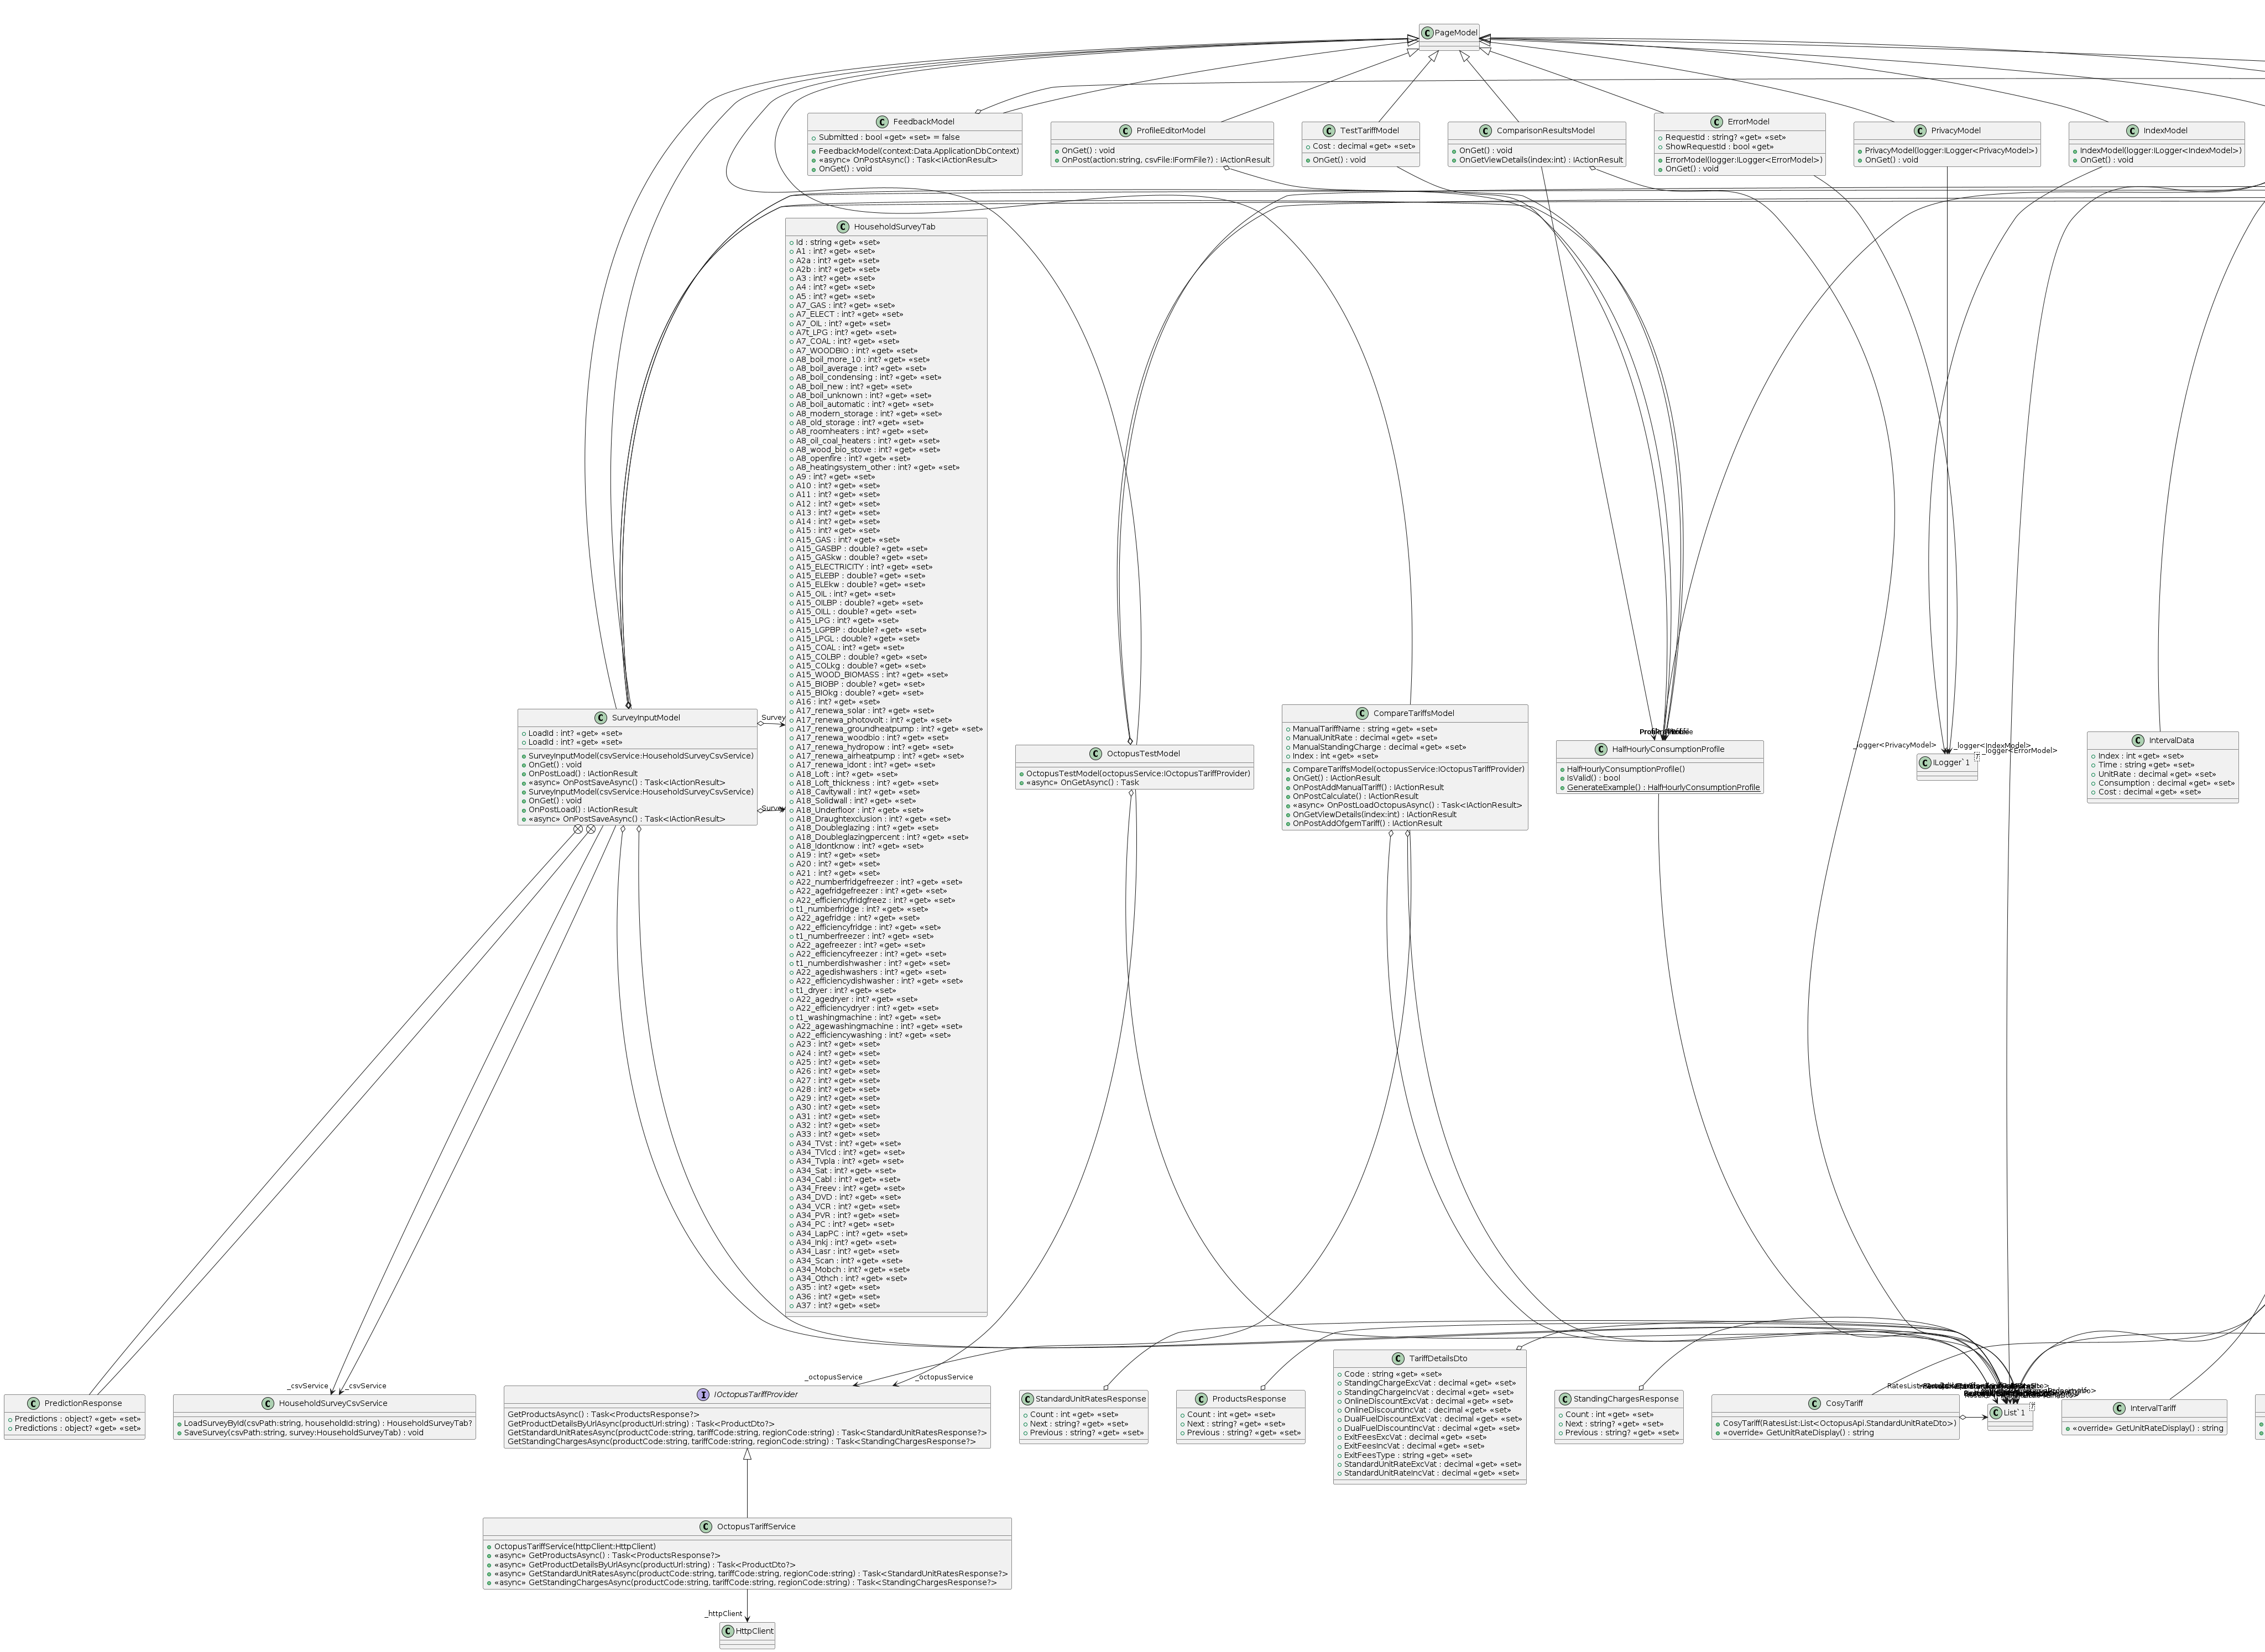 PageModel
FeedbackModel
Submitted : bool «get» «set» = false
FeedbackModel(context:Data.ApplicationDbContext)
«async» OnPostAsync() : Task<IActionResult>
OnGet() : void
ProfileEditorModel
OnGet() : void
OnPost(action:string, csvFile:IFormFile?) : IActionResult
TestTariffModel
Cost : decimal «get» «set»
OnGet() : void
ComparisonResultsModel
OnGet() : void
OnGetViewDetails(index:int) : IActionResult
ErrorModel
RequestId : string? «get» «set»
ShowRequestId : bool «get»
ErrorModel(logger:ILogger<ErrorModel>)
OnGet() : void
PrivacyModel
PrivacyModel(logger:ILogger<PrivacyModel>)
OnGet() : void
IndexModel
IndexModel(logger:ILogger<IndexModel>)
OnGet() : void
HouseholdSurveyTab
Id : string «get» «set»
A1 : int? «get» «set»
A2a : int? «get» «set»
A2b : int? «get» «set»
A3 : int? «get» «set»
A4 : int? «get» «set»
A5 : int? «get» «set»
A7_GAS : int? «get» «set»
A7_ELECT : int? «get» «set»
A7_OIL : int? «get» «set»
A7t_LPG : int? «get» «set»
A7_COAL : int? «get» «set»
A7_WOODBIO : int? «get» «set»
A8_boil_more_10 : int? «get» «set»
A8_boil_average : int? «get» «set»
A8_boil_condensing : int? «get» «set»
A8_boil_new : int? «get» «set»
A8_boil_unknown : int? «get» «set»
A8_boil_automatic : int? «get» «set»
A8_modern_storage : int? «get» «set»
A8_old_storage : int? «get» «set»
A8_roomheaters : int? «get» «set»
A8_oil_coal_heaters : int? «get» «set»
A8_wood_bio_stove : int? «get» «set»
A8_openfire : int? «get» «set»
A8_heatingsystem_other : int? «get» «set»
A9 : int? «get» «set»
A10 : int? «get» «set»
A11 : int? «get» «set»
A12 : int? «get» «set»
A13 : int? «get» «set»
A14 : int? «get» «set»
A15 : int? «get» «set»
A15_GAS : int? «get» «set»
A15_GASBP : double? «get» «set»
A15_GASkw : double? «get» «set»
A15_ELECTRICITY : int? «get» «set»
A15_ELEBP : double? «get» «set»
A15_ELEkw : double? «get» «set»
A15_OIL : int? «get» «set»
A15_OILBP : double? «get» «set»
A15_OILL : double? «get» «set»
A15_LPG : int? «get» «set»
A15_LGPBP : double? «get» «set»
A15_LPGL : double? «get» «set»
A15_COAL : int? «get» «set»
A15_COLBP : double? «get» «set»
A15_COLkg : double? «get» «set»
A15_WOOD_BIOMASS : int? «get» «set»
A15_BIOBP : double? «get» «set»
A15_BIOkg : double? «get» «set»
A16 : int? «get» «set»
A17_renewa_solar : int? «get» «set»
A17_renewa_photovolt : int? «get» «set»
A17_renewa_groundheatpump : int? «get» «set»
A17_renewa_woodbio : int? «get» «set»
A17_renewa_hydropow : int? «get» «set»
A17_renewa_airheatpump : int? «get» «set»
A17_renewa_idont : int? «get» «set»
A18_Loft : int? «get» «set»
A18_Loft_thickness : int? «get» «set»
A18_Cavitywall : int? «get» «set»
A18_Solidwall : int? «get» «set»
A18_Underfloor : int? «get» «set»
A18_Draughtexclusion : int? «get» «set»
A18_Doubleglazing : int? «get» «set»
A18_Doubleglazingpercent : int? «get» «set»
A18_Idontknow : int? «get» «set»
A19 : int? «get» «set»
A20 : int? «get» «set»
A21 : int? «get» «set»
A22_numberfridgefreezer : int? «get» «set»
A22_agefridgefreezer : int? «get» «set»
A22_efficiencyfridgfreez : int? «get» «set»
t1_numberfridge : int? «get» «set»
A22_agefridge : int? «get» «set»
A22_efficiencyfridge : int? «get» «set»
t1_numberfreezer : int? «get» «set»
A22_agefreezer : int? «get» «set»
A22_efficiencyfreezer : int? «get» «set»
t1_numberdishwasher : int? «get» «set»
A22_agedishwashers : int? «get» «set»
A22_efficiencydishwasher : int? «get» «set»
t1_dryer : int? «get» «set»
A22_agedryer : int? «get» «set»
A22_efficiencydryer : int? «get» «set»
t1_washingmachine : int? «get» «set»
A22_agewashingmachine : int? «get» «set»
A22_efficiencywashing : int? «get» «set»
A23 : int? «get» «set»
A24 : int? «get» «set»
A25 : int? «get» «set»
A26 : int? «get» «set»
A27 : int? «get» «set»
A28 : int? «get» «set»
A29 : int? «get» «set»
A30 : int? «get» «set»
A31 : int? «get» «set»
A32 : int? «get» «set»
A33 : int? «get» «set»
A34_TVst : int? «get» «set»
A34_TVlcd : int? «get» «set»
A34_Tvpla : int? «get» «set»
A34_Sat : int? «get» «set»
A34_Cabl : int? «get» «set»
A34_Freev : int? «get» «set»
A34_DVD : int? «get» «set»
A34_VCR : int? «get» «set»
A34_PVR : int? «get» «set»
A34_PC : int? «get» «set»
A34_LapPC : int? «get» «set»
A34_Inkj : int? «get» «set»
A34_Lasr : int? «get» «set»
A34_Scan : int? «get» «set»
A34_Mobch : int? «get» «set»
A34_Othch : int? «get» «set»
A35 : int? «get» «set»
A36 : int? «get» «set»
A37 : int? «get» «set»
SurveyInputModel
LoadId : int? «get» «set»
LoadId : int? «get» «set»
SurveyInputModel(csvService:HouseholdSurveyCsvService)
OnGet() : void
OnPostLoad() : IActionResult
«async» OnPostSaveAsync() : Task<IActionResult>
SurveyInputModel(csvService:HouseholdSurveyCsvService)
OnGet() : void
OnPostLoad() : IActionResult
«async» OnPostSaveAsync() : Task<IActionResult>
Survey
Survey
OctopusTestModel
OctopusTestModel(octopusService:IOctopusTariffProvider)
«async» OnGetAsync() : Task
CompareTariffsModel
ManualTariffName : string «get» «set»
ManualUnitRate : decimal «get» «set»
ManualStandingCharge : decimal «get» «set»
Index : int «get» «set»
CompareTariffsModel(octopusService:IOctopusTariffProvider)
OnGet() : IActionResult
OnPostAddManualTariff() : IActionResult
OnPostCalculate() : IActionResult
«async» OnPostLoadOctopusAsync() : Task<IActionResult>
OnGetViewDetails(index:int) : IActionResult
OnPostAddOfgemTariff() : IActionResult
HalfHourlyConsumptionProfile
HalfHourlyConsumptionProfile()
IsValid() : bool
GenerateExample() : HalfHourlyConsumptionProfile
_logger<PrivacyModel>
_logger<IndexModel>
_logger<ErrorModel>
ILogger`1
T
IntervalData
Index : int «get» «set»
Time : string «get» «set»
UnitRate : decimal «get» «set»
Consumption : decimal «get» «set»
Cost : decimal «get» «set»
_csvService
_csvService
_octopusService
_octopusService
PredictionResponse
Predictions : object? «get» «set»
Predictions : object? «get» «set»
HouseholdSurveyCsvService
LoadSurveyById(csvPath:string, householdId:string) : HouseholdSurveyTab?
SaveSurvey(csvPath:string, survey:HouseholdSurveyTab) : void
IOctopusTariffProvider
GetProductsAsync() : Task<ProductsResponse?>
GetProductDetailsByUrlAsync(productUrl:string) : Task<ProductDto?>
GetStandardUnitRatesAsync(productCode:string, tariffCode:string, regionCode:string) : Task<StandardUnitRatesResponse?>
GetStandingChargesAsync(productCode:string, tariffCode:string, regionCode:string) : Task<StandingChargesResponse?>
StandardUnitRatesResponse
Count : int «get» «set»
Next : string? «get» «set»
Previous : string? «get» «set»
ProductsResponse
Count : int «get» «set»
Next : string? «get» «set»
Previous : string? «get» «set»
TariffDetailsDto
Code : string «get» «set»
StandingChargeExcVat : decimal «get» «set»
StandingChargeIncVat : decimal «get» «set»
OnlineDiscountExcVat : decimal «get» «set»
OnlineDiscountIncVat : decimal «get» «set»
DualFuelDiscountExcVat : decimal «get» «set»
DualFuelDiscountIncVat : decimal «get» «set»
ExitFeesExcVat : decimal «get» «set»
ExitFeesIncVat : decimal «get» «set»
ExitFeesType : string «get» «set»
StandardUnitRateExcVat : decimal «get» «set»
StandardUnitRateIncVat : decimal «get» «set»
StandingChargesResponse
Count : int «get» «set»
Next : string? «get» «set»
Previous : string? «get» «set»
CosyTariff
CosyTariff(RatesList:List<OctopusApi.StandardUnitRateDto>)
«override» GetUnitRateDisplay() : string
List`1
T
IntervalTariff
«override» GetUnitRateDisplay() : string
OctopusTariffService
OctopusTariffService(httpClient:HttpClient)
«async» GetProductsAsync() : Task<ProductsResponse?>
«async» GetProductDetailsByUrlAsync(productUrl:string) : Task<ProductDto?>
«async» GetStandardUnitRatesAsync(productCode:string, tariffCode:string, regionCode:string) : Task<StandardUnitRatesResponse?>
«async» GetStandingChargesAsync(productCode:string, tariffCode:string, regionCode:string) : Task<StandingChargesResponse?>
_httpClient
HttpClient